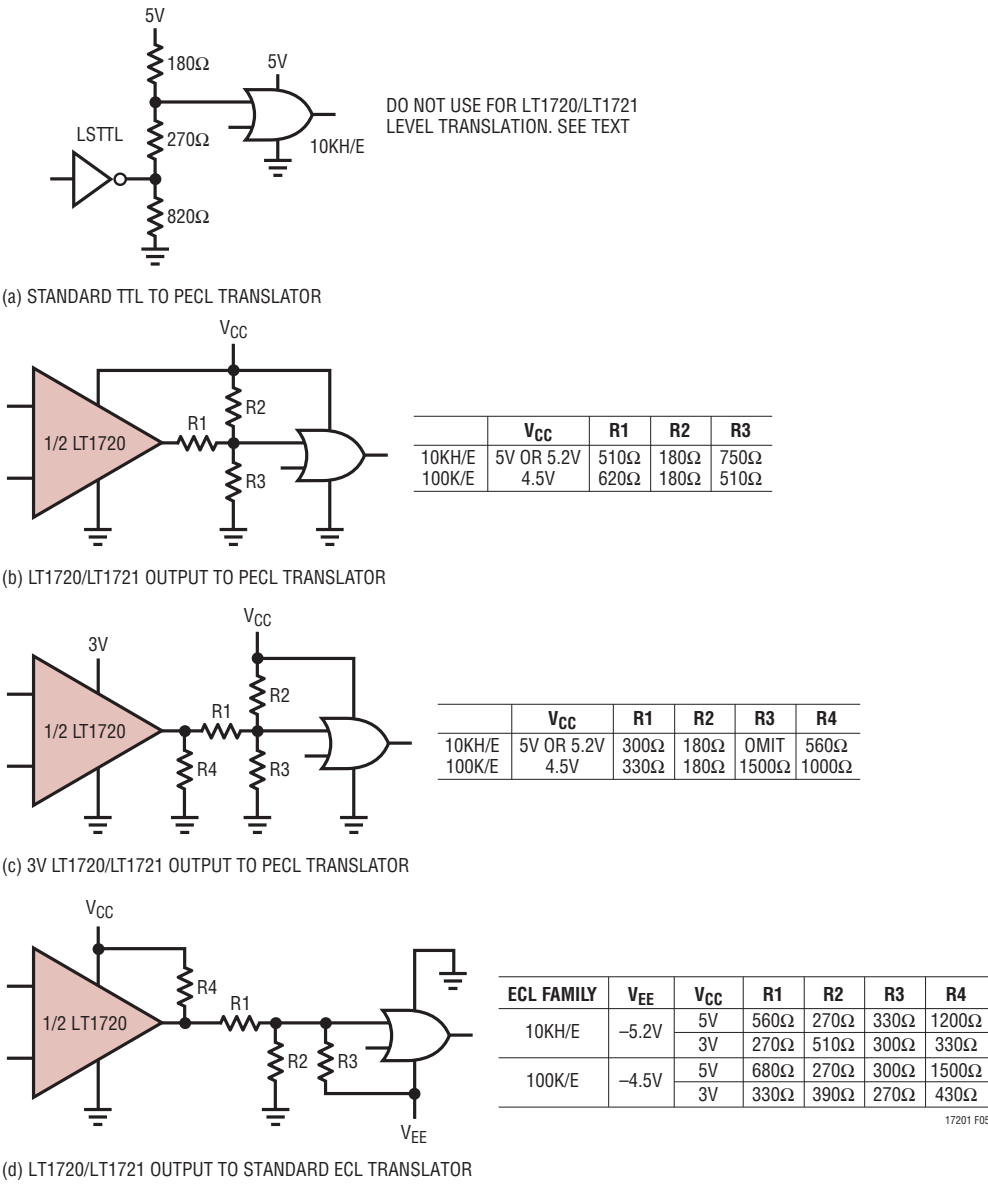 5V
180Ω
5V
LSTTL
270Ω
10KH/E
820Ω
DO NOT USE FOR LT1720/LT1721
LEVEL TRANSLATION. SEE TEXT
(a) STANDARD TTL TO PECL TRANSLATOR
VCC
R2
R1
1/2 LT1720
R3
VCC R1 R2 R3
10KH/E 5V OR 5.2V 510Ω 180Ω 750Ω
100K/E 4.5V 620Ω 180Ω 510Ω
(b) LT1720/LT1721 OUTPUT TO PECL TRANSLATOR
VCC
3V
R2
R1
1/2 LT1720
R4
R3
VCC R1 R2 R3 R4
10KH/E 5V OR 5.2V 300Ω 180Ω OMIT 560Ω
100K/E 4.5V 330Ω 180Ω 1500Ω 1000Ω
(c) 3V LT1720/LT1721 OUTPUT TO PECL TRANSLATOR
VCC
R4
R1
1/2 LT1720
R2
R3
VEE
ECL FAMILY VEE VCC R1 R2 R3 R4
10KH/E –5.2V 5V 560Ω 270Ω 330Ω 1200Ω
3V 270Ω 510Ω 300Ω 330Ω
100K/E –4.5V 5V 680Ω 270Ω 300Ω 1500Ω
3V 330Ω 390Ω 270Ω 430Ω
17201 F05
(d) LT1720/LT1721 OUTPUT TO STANDARD ECL TRANSLATOR